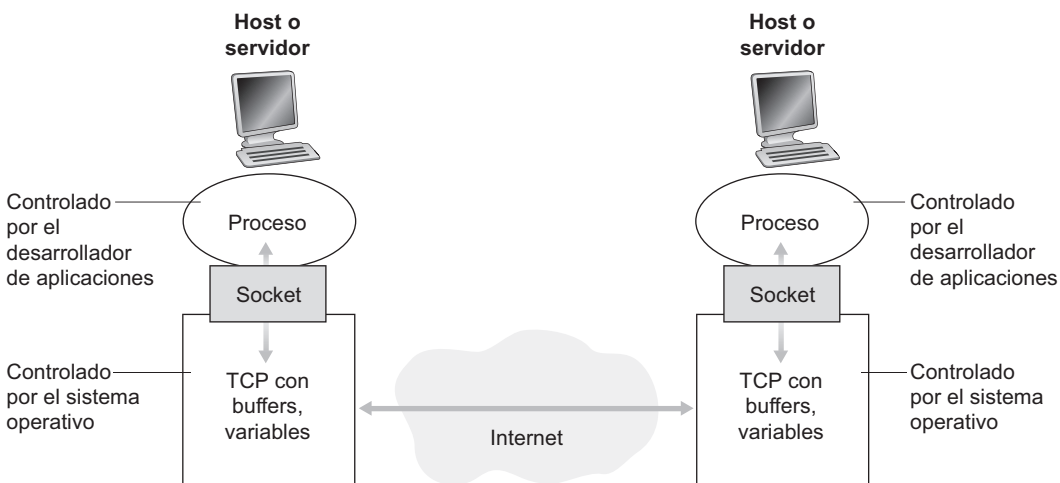 Host o
servidor
Host o
servidor
Controlado
por el
desarrollador
de aplicaciones
Proceso
Proceso
Controlado
por el
desarrollador
de aplicaciones
Socket
Socket
Controlado
por el sistema
operativo
TCP con
buffers,
variables
Internet
TCP con
buffers,
variables
Controlado
por el sistema
operativo